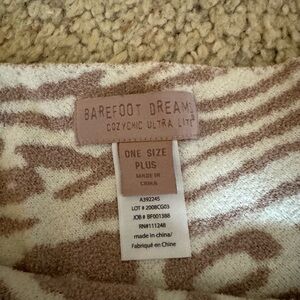 BAREFOOT DREAMS
COZYCHIC ULTRA LITE
ONE SIZE
PLUS
MADE IN
CHINA
A392245
LOT # 2008CG03
JOB # BF001388
RN#111248
made in china/
Fabriqué en Chine